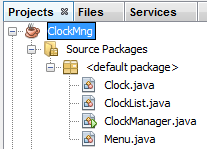 Projects Files Services
ClockMng
Source Packages
<default package>
Clock.java
ClockList.java
ClockManager.java
Menu.java